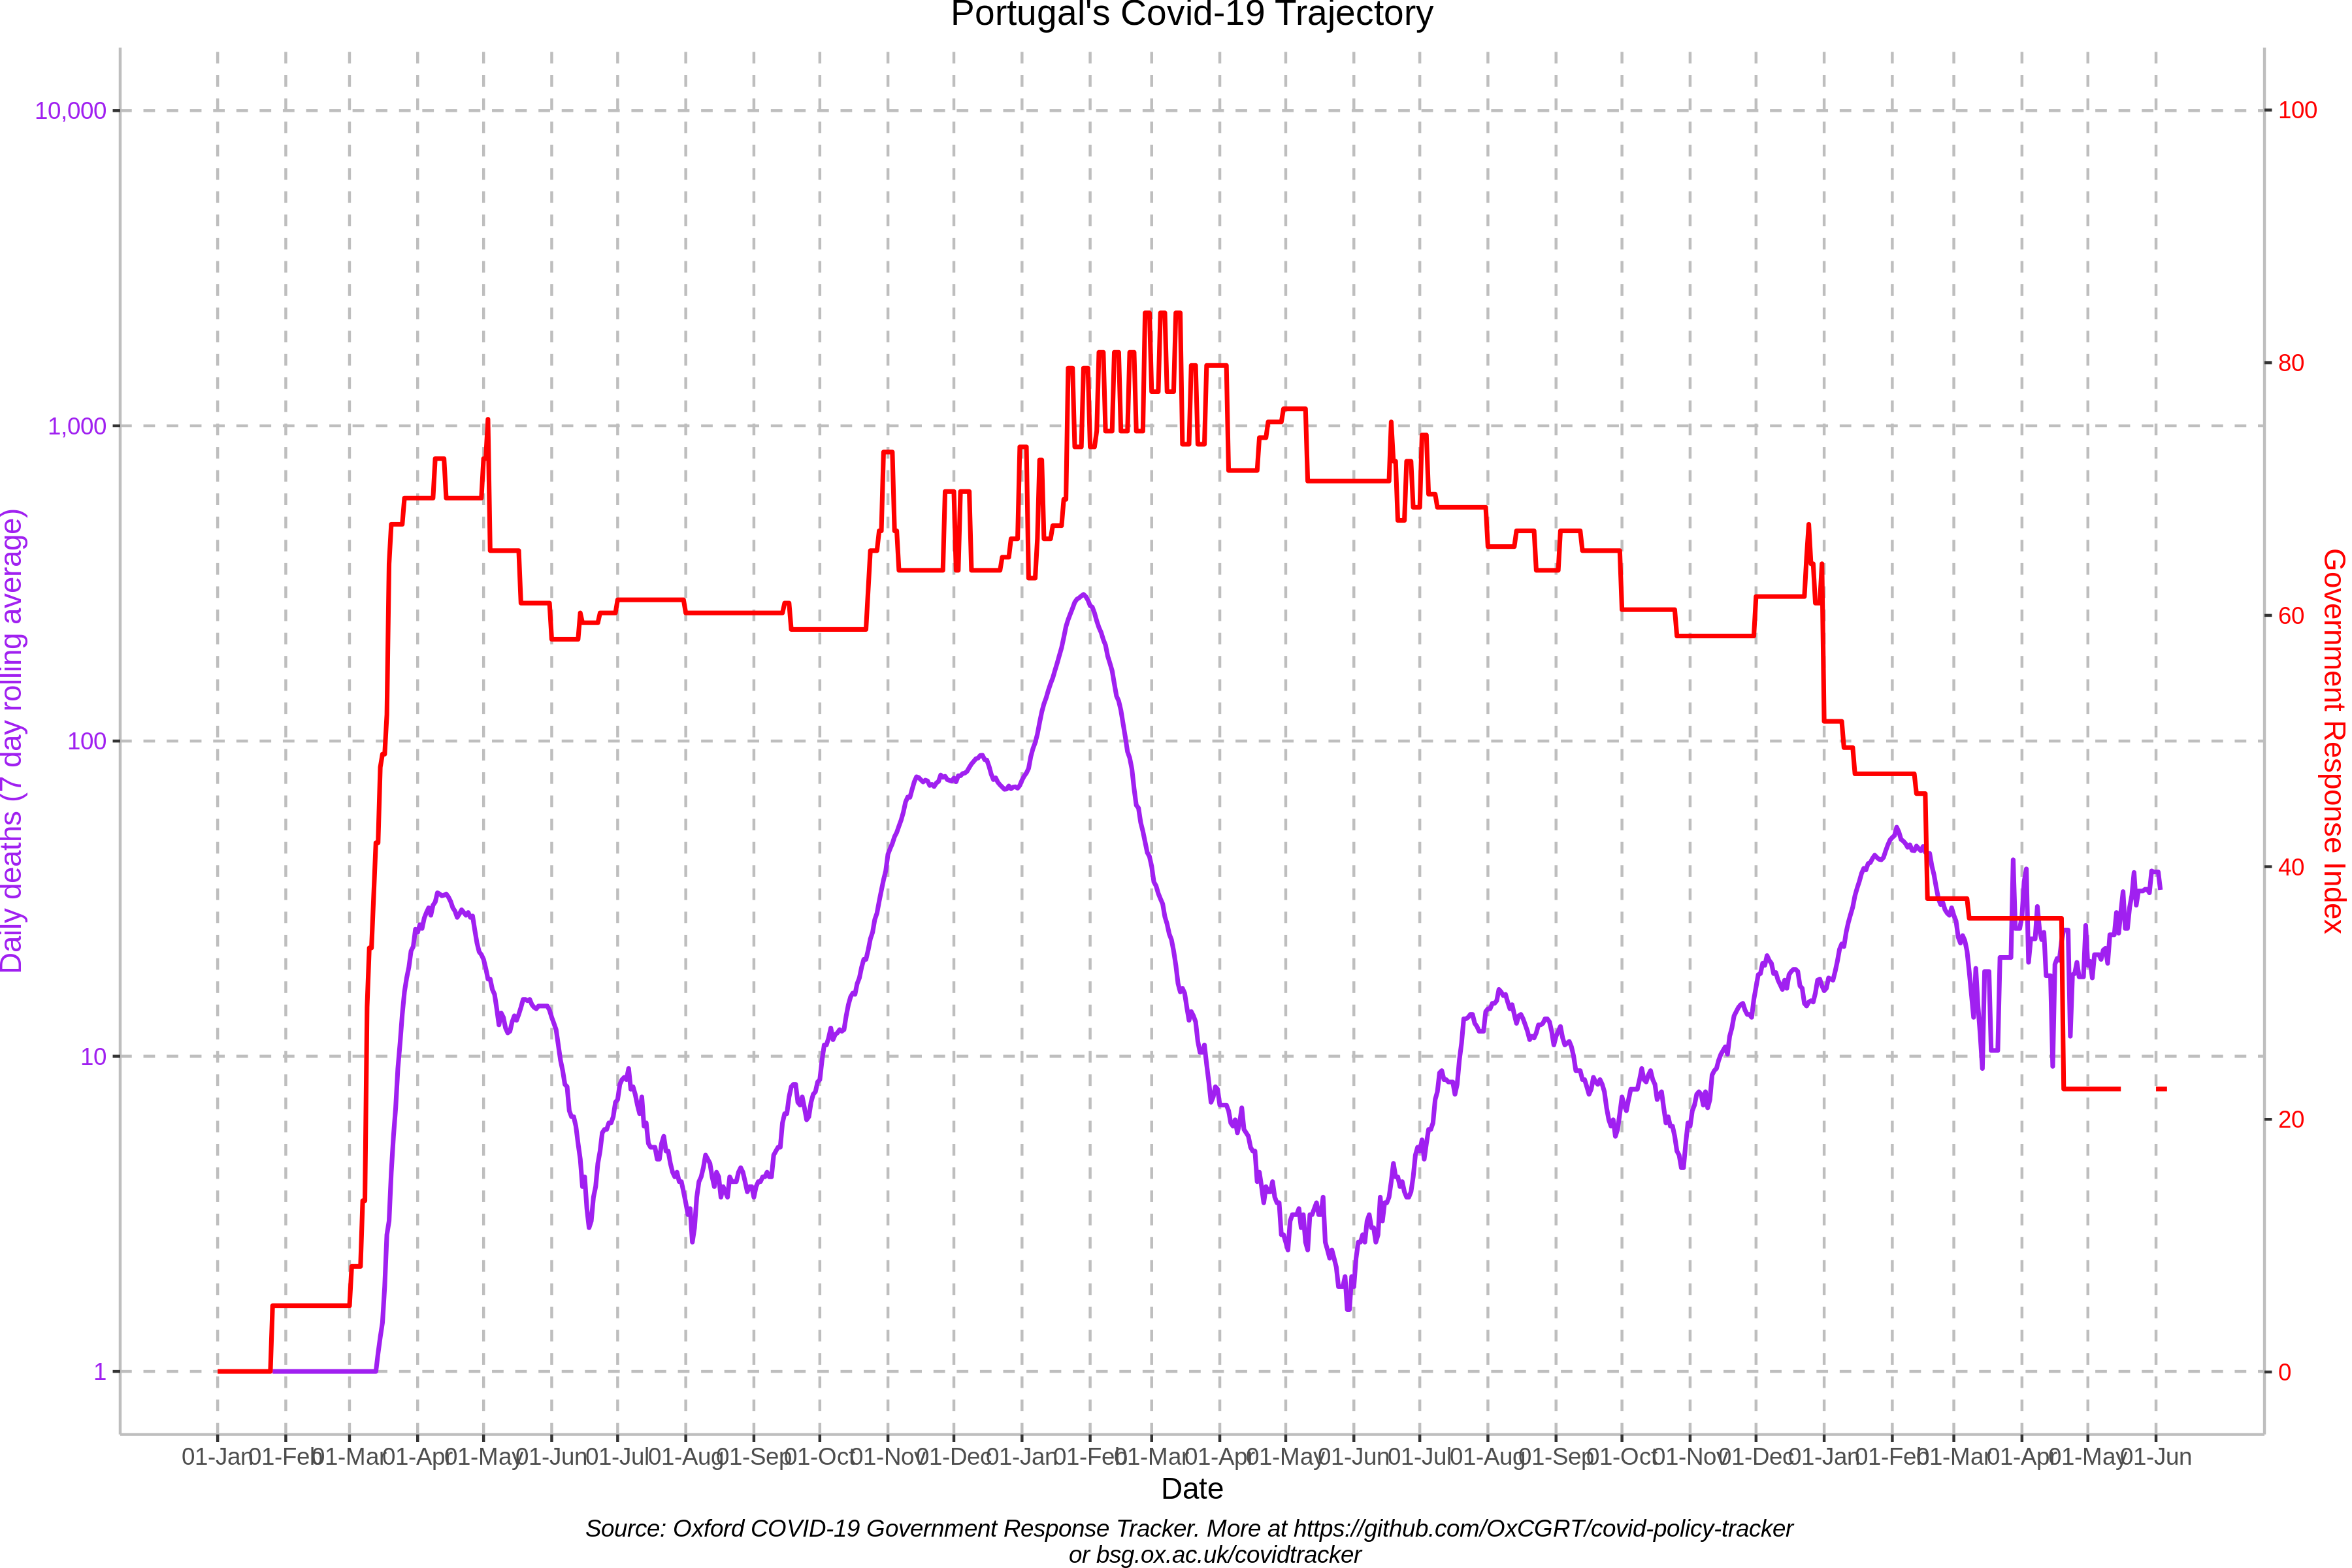 Portugal's Covid-19 Trajectory
10,000
1,000
100
10
1
Daily deaths (7 day rolling average)
100
80
60
40
20
0
Government Response Index
01-Jan 01-Feb 01-Mar 01-Apr 01-May 01-Jun 01-Jul 01-Aug 01-Sep 01-Oct 01-Nov 01-Dec 01-Jan 01-Feb 01-Mar 01-Apr 01-May 01-Jun 01-Jul 01-Aug 01-Sep 01-Oct 01-Nov 01-Dec 01-Jan 01-Feb 01-Mar 01-Apr 01-May 01-Jun
Date
Source: Oxford COVID-19 Government Response Tracker. More at https://github.com/OxCGRT/covid-policy-tracker
or bsg.ox.ac.uk/covidtracker